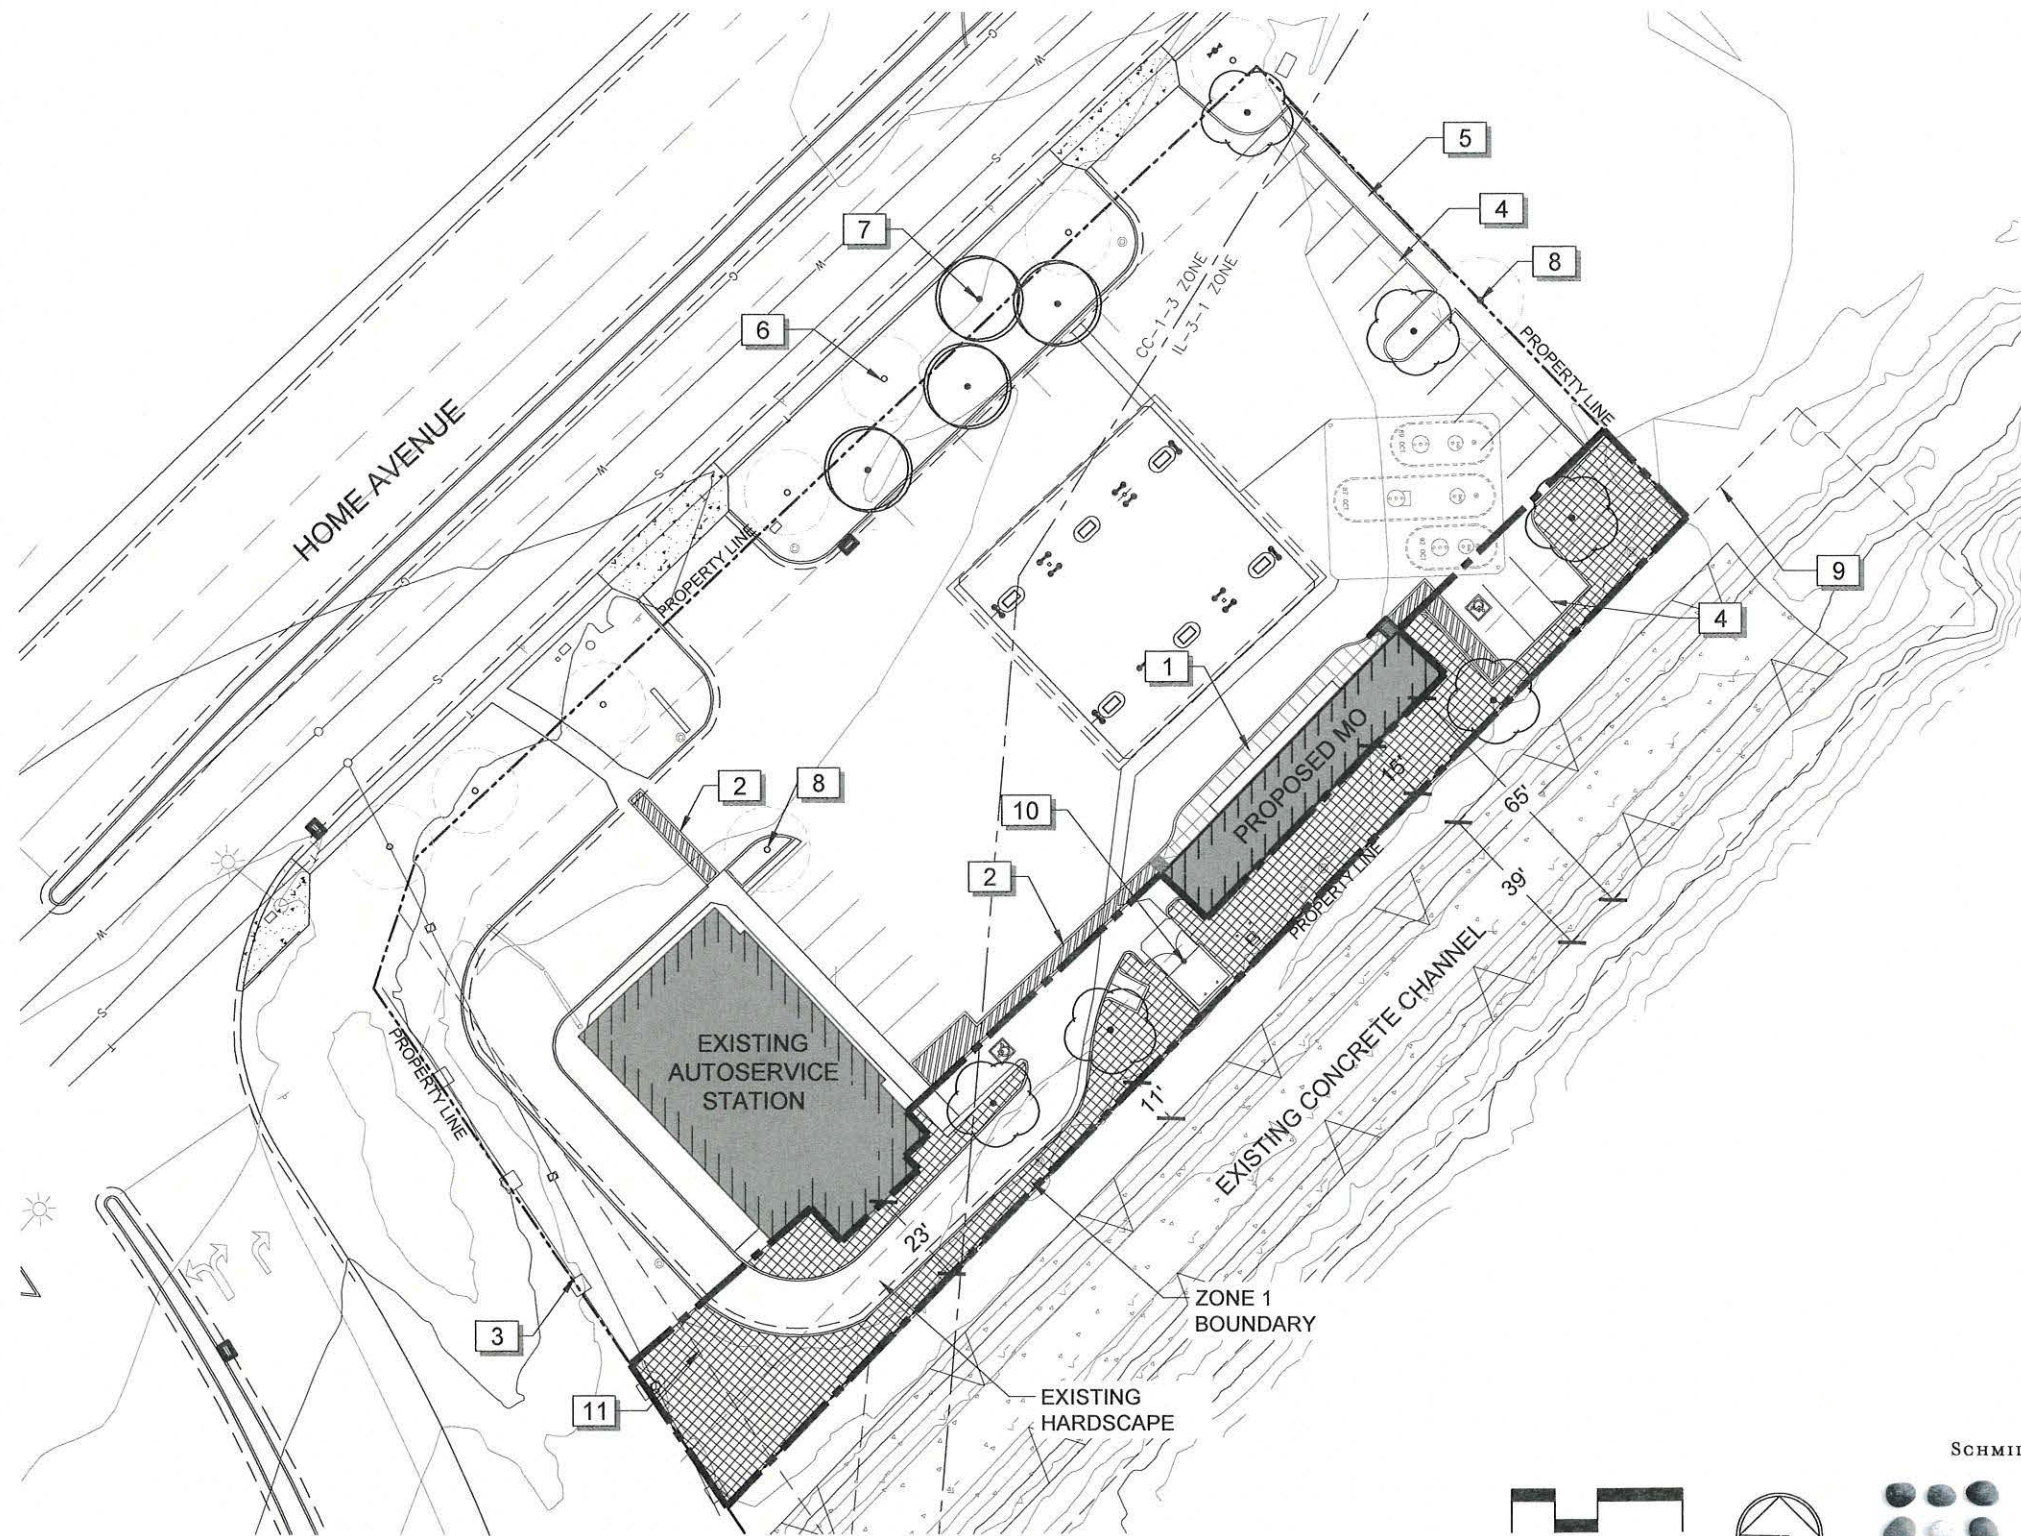 HOME AVENUE
5
4
7
8
6
CC-1-3 ZONE
IL-3-1 ZONE
PROPERTY LINE
PROPERTY LINE
9
4
1
PROPOSED MO
15'
65'
2
8
10
39'
2
PROPERTY LINE
EXISTING CONCRETE CHANNEL
EXISTING
AUTOSERVICE
STATION
PROPERTY LINE
11'
23'
ZONE 1
BOUNDARY
3
11
EXISTING
HARDSCAPE
W
W
W
W
G
G
S
S
S
S
W
S
SCHMI